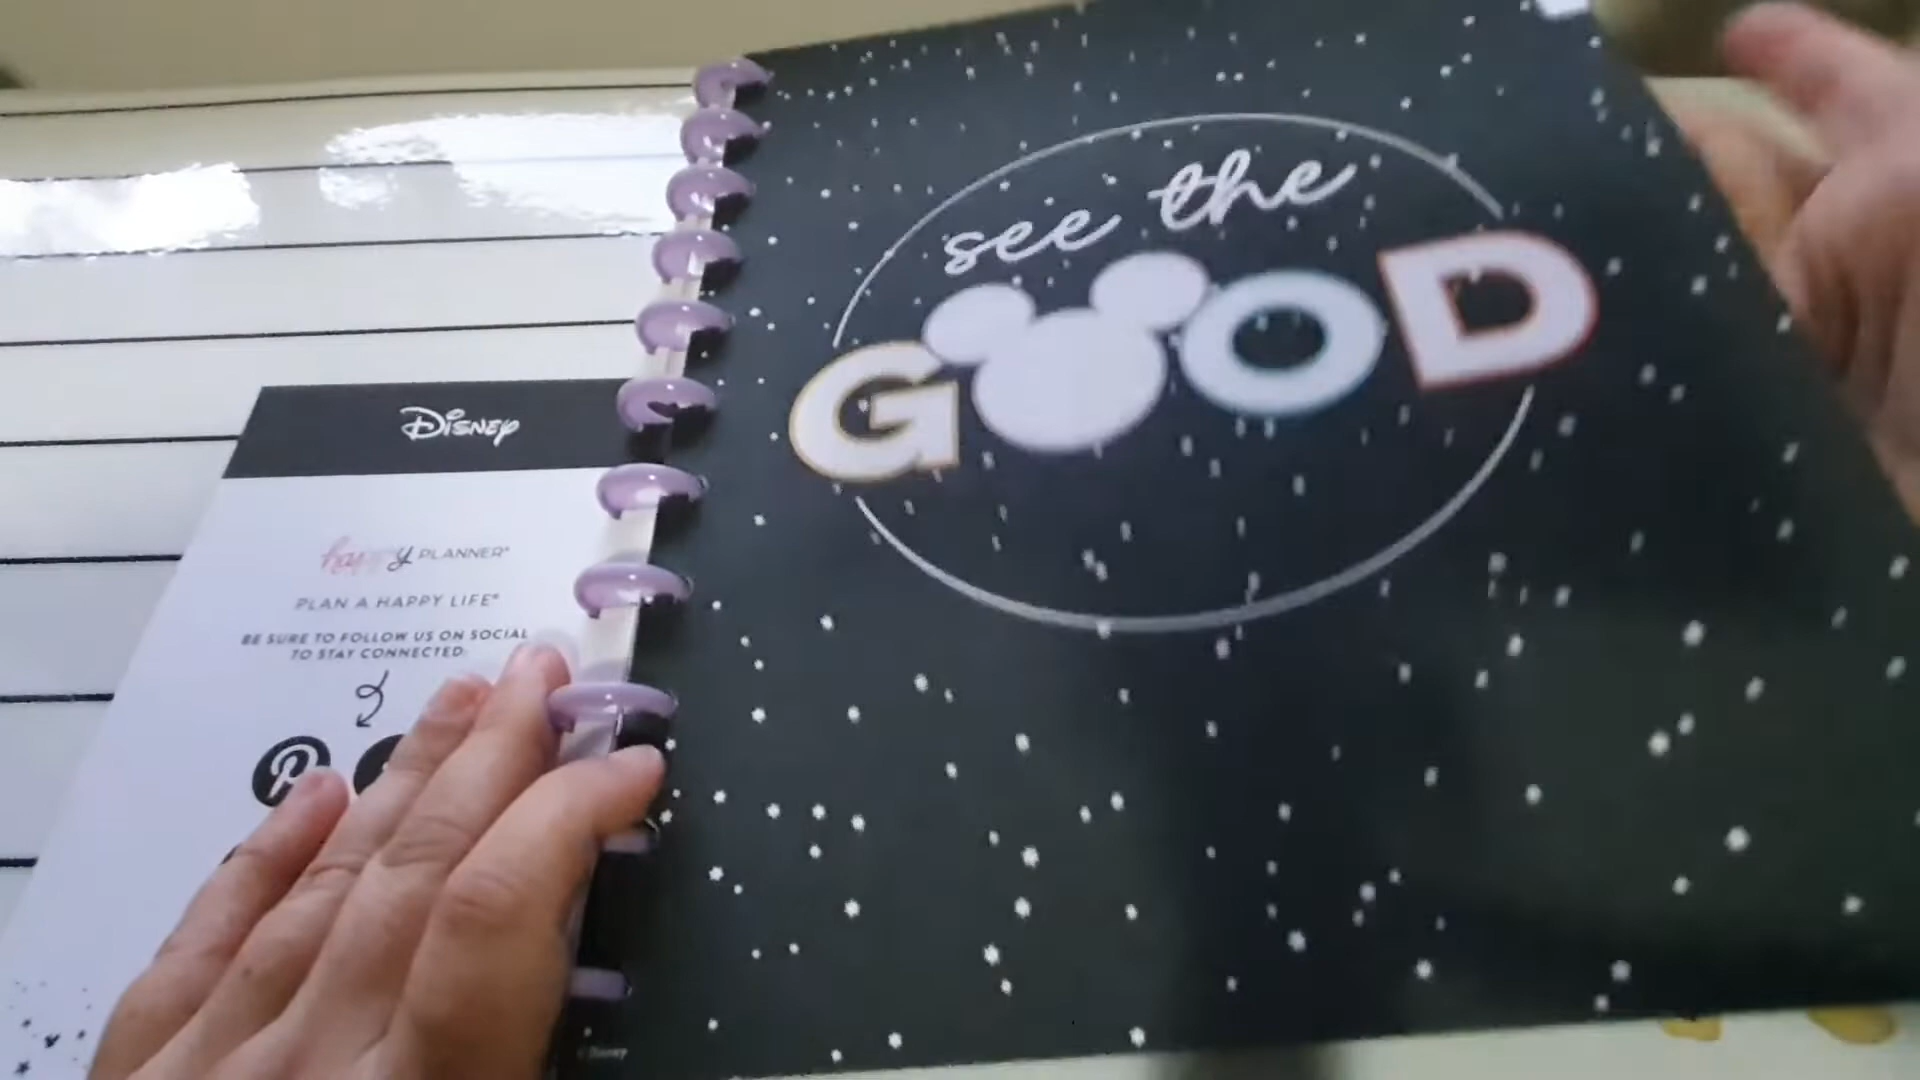 Disney
happy PLANNER®
PLAN A HAPPY LIFE®
BE SURE TO FOLLOW US ON SOCIAL
TO STAY CONNECTED:
see the
GOOD
©Disney